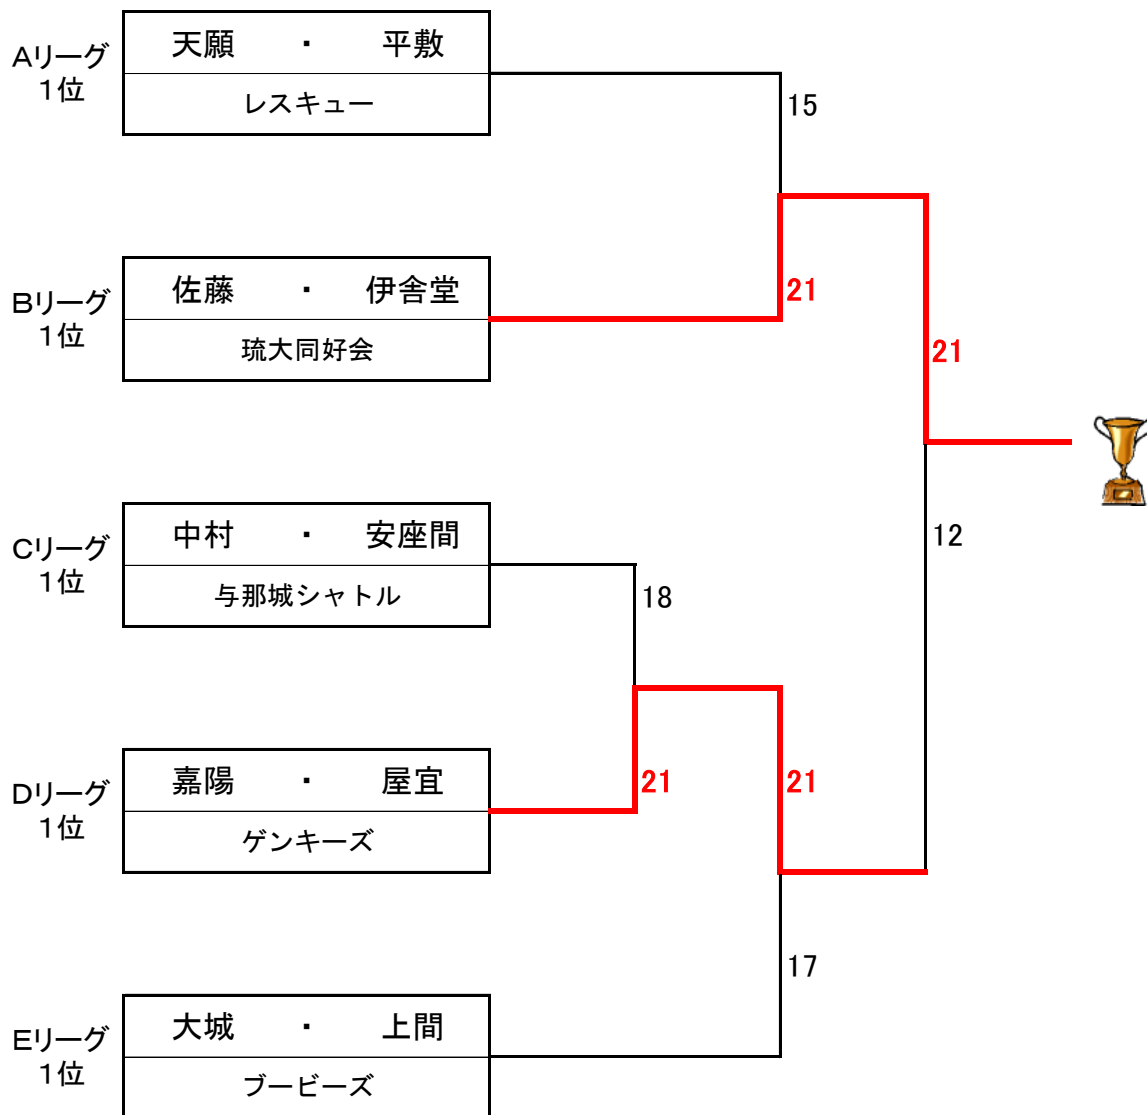 Aリーグ
1位
天願 ・ 平敷
レスキュー
15
Bリーグ
1位
佐藤 ・ 伊舎堂
琉大同好会
21
21
Cリーグ
1位
中村 ・ 安座間
与那城シャトル
12
18
Dリーグ
1位
嘉陽 ・ 屋宜
ゲンキーズ
21
21
17
Eリーグ
1位
大城 ・ 上間
ブービーズ